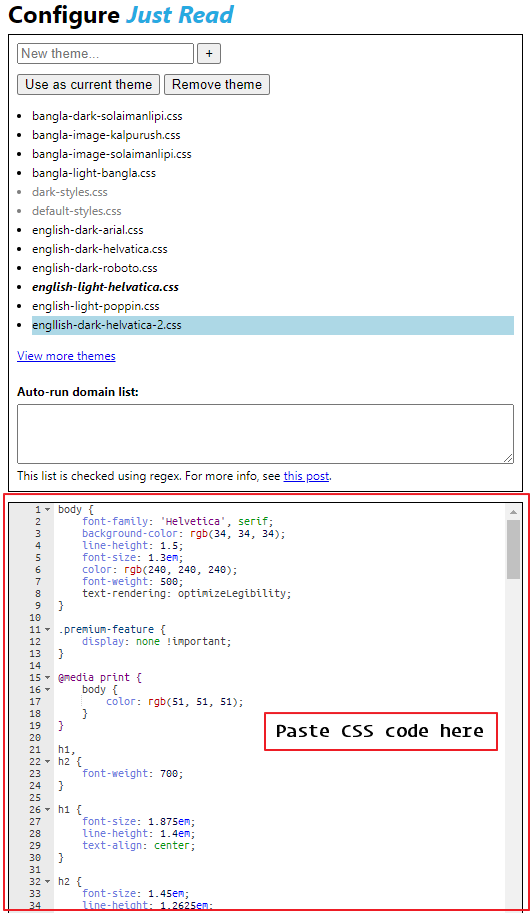 Configure Just Read
New theme...
+
Use as current theme
Remove theme
bangla-dark-solaimanlipi.css
bangla-image-kalpurush.css
bangla-image-solaimanlipi.css
bangla-light-bangla.css
dark-styles.css
default-styles.css
english-dark-arial.css
english-dark-helvatica.css
english-dark-roboto.css
english-light-helvatica.css
english-light-poppin.css
engllish-dark-helvatica-2.css
View more themes
Auto-run domain list:
This list is checked using regex. For more info, see this post.
1 body {
2 font-family: 'Helvetica', serif;
3 background-color: rgb(34, 34, 34);
4 line-height: 1.5;
5 font-size: 1.3em;
6 color: rgb(240, 240, 240);
7 font-weight: 500;
8 text-rendering: optimizeLegibility;
9 }
10
11 .premium-feature {
12 display: none !important;
13 }
14
15 @media print {
16 body {
17 color: rgb(51, 51, 51);
18 }
19 }
20
Paste CSS code here
21 h1,
22 h2 {
23 font-weight: 700;
24 }
25
26 h1 {
27 font-size: 1.875em;
28 line-height: 1.4em;
29 text-align: center;
30 }
31
32 h2 {
33 font-size: 1.45em;
34 line-height: 1.2625em;